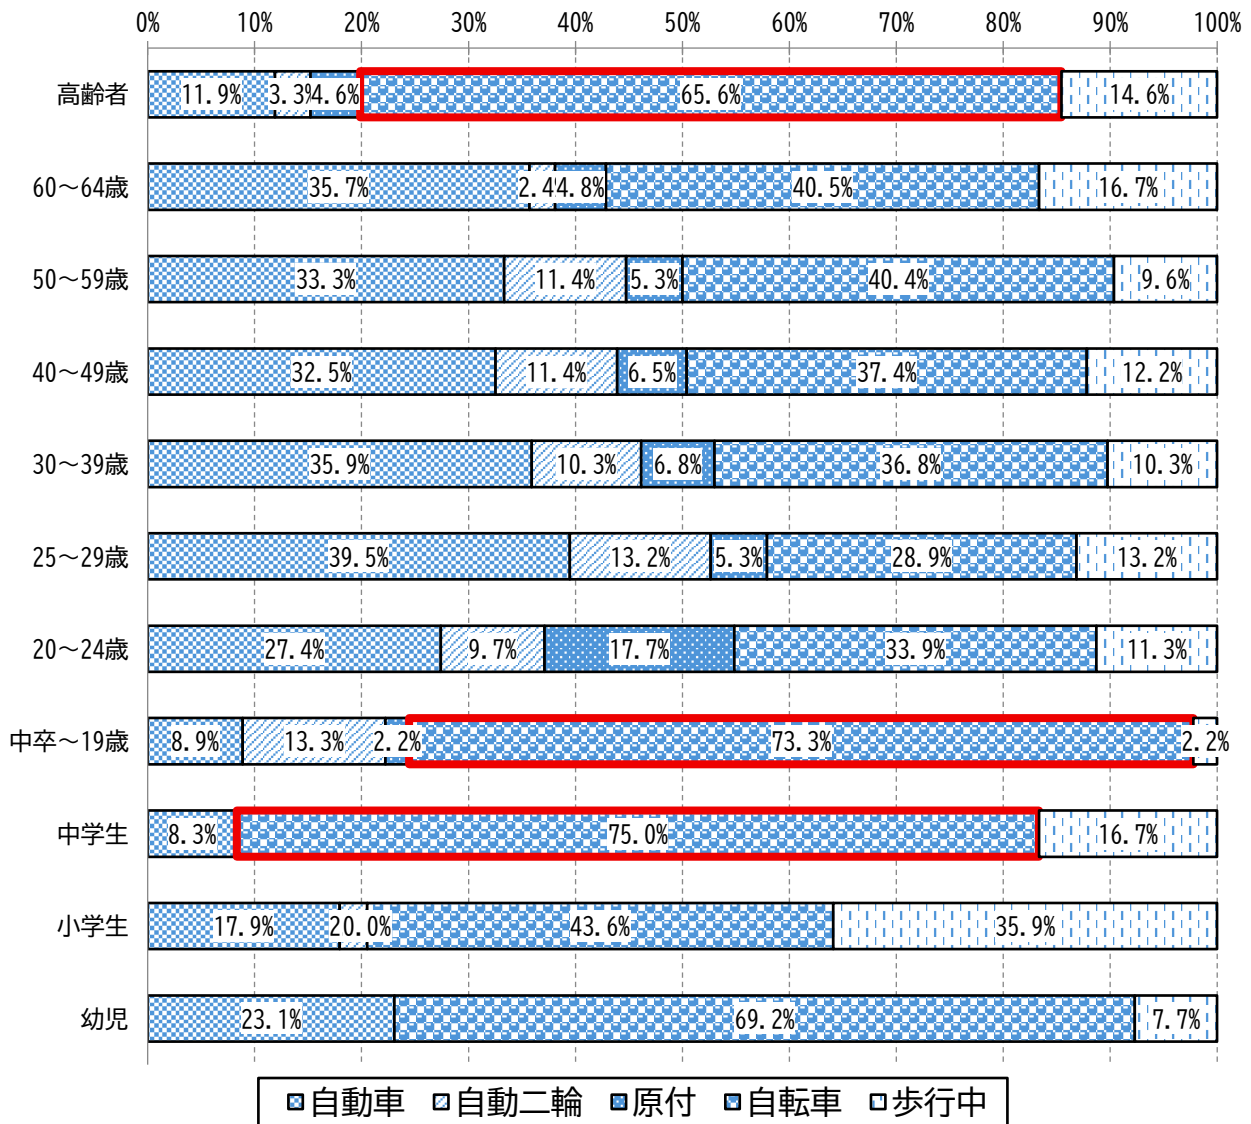 0% 10% 20% 30% 40% 50% 60% 70% 80% 90% 100%
高齢者 11.9% 3.3% 4.6% 65.6% 14.6%
60～64歳 35.7% 2.4% 4.8% 40.5% 16.7%
50～59歳 33.3% 11.4% 5.3% 40.4% 9.6%
40～49歳 32.5% 11.4% 6.5% 37.4% 12.2%
30～39歳 35.9% 10.3% 6.8% 36.8% 10.3%
25～29歳 39.5% 13.2% 5.3% 28.9% 13.2%
20～24歳 27.4% 9.7% 17.7% 33.9% 11.3%
中卒～19歳 8.9% 13.3% 2.2% 73.3% 2.2%
中学生 8.3% 75.0% 16.7%
小学生 17.9% 20.0% 43.6% 35.9%
幼児 23.1% 69.2% 7.7%
自動車 自動二輪 原付 自転車 歩行中